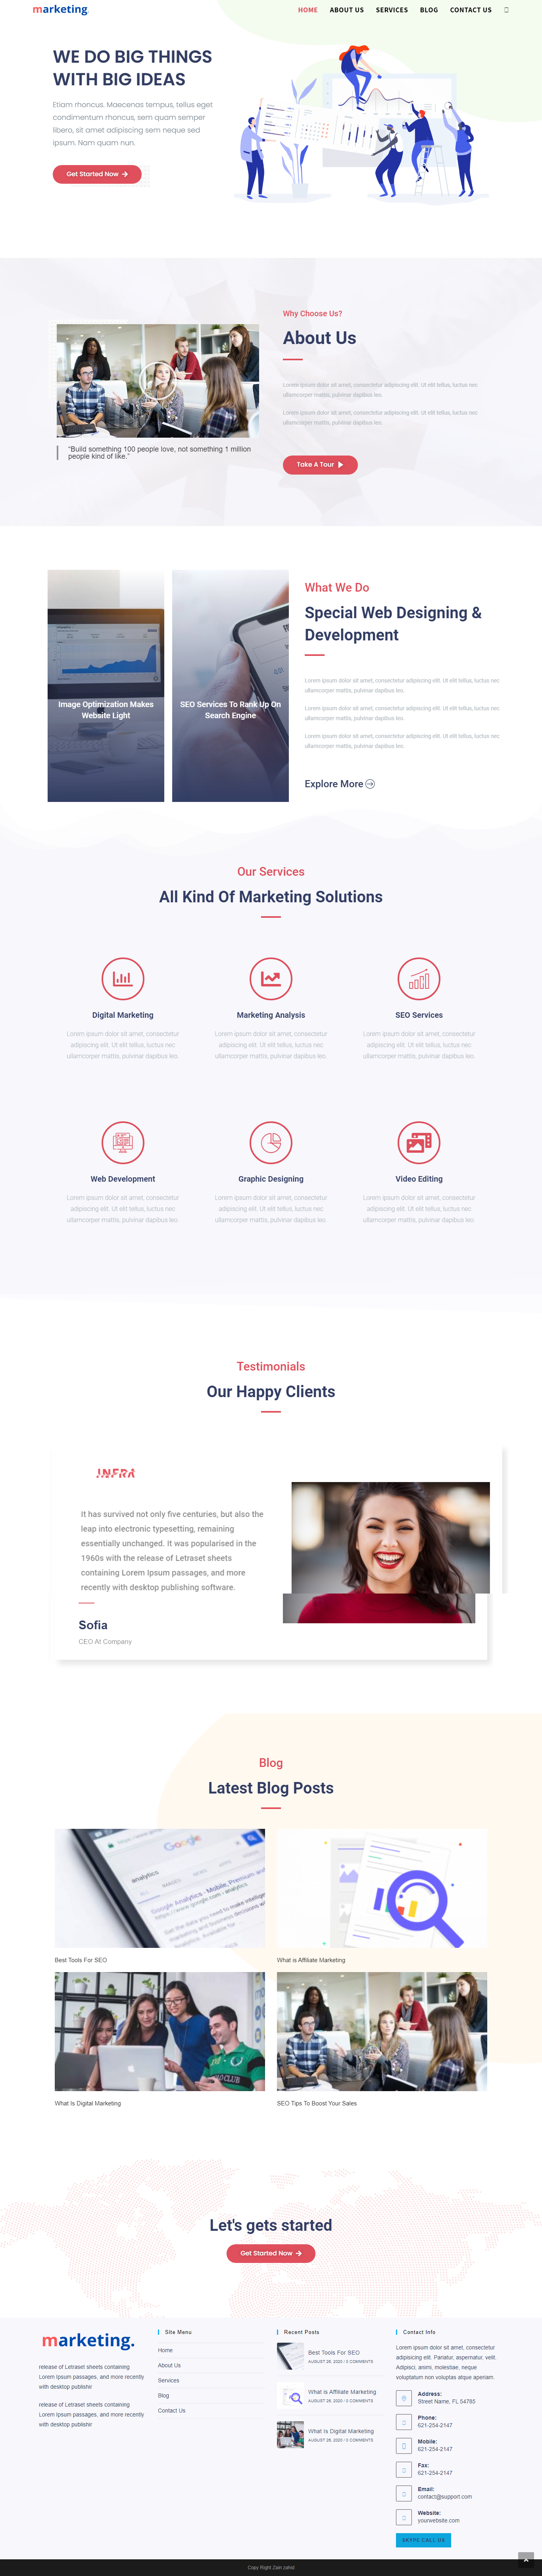 marketing.
HOME
ABOUT US
SERVICES
BLOG
CONTACT US
WE DO BIG THINGS
WITH BIG IDEAS
Etiam rhoncus. Maecenas tempus, tellus eget
condimentum rhoncus, sem quam semper
libero, sit amet adipiscing sem neque sed
ipsum. Nam quam nun.
Get Started Now
"Build something 100 people love, not something 1 million
people kind of like."
Why Choose Us?
About Us
Lorem ipsum dolor sit amet, consectetur adipiscing elit. Ut elit tellus, luctus nec
ullamcorper mattis, pulvinar dapibus leo.
Lorem ipsum dolor sit amet, consectetur adipiscing elit. Ut elit tellus, luctus nec
ullamcorper mattis, pulvinar dapibus leo.
Take A Tour
Image Optimization Makes
Website Light
SEO Services To Rank Up On
Search Engine
What We Do
Special Web Designing &
Development
Lorem ipsum dolor sit amet, consectetur adipiscing elit. Ut elit tellus, luctus nec
ullamcorper mattis, pulvinar dapibus leo.
Lorem ipsum dolor sit amet, consectetur adipiscing elit. Ut elit tellus, luctus nec
ullamcorper mattis, pulvinar dapibus leo.
Lorem ipsum dolor sit amet, consectetur adipiscing elit. Ut elit tellus, luctus nec
ullamcorper mattis, pulvinar dapibus leo.
Explore More
Our Services
All Kind Of Marketing Solutions
Digital Marketing
Lorem ipsum dolor sit amet, consectetur
adipiscing elit. Ut elit tellus, luctus nec
ullamcorper mattis, pulvinar dapibus leo.
Marketing Analysis
Lorem ipsum dolor sit amet, consectetur
adipiscing elit. Ut elit tellus, luctus nec
ullamcorper mattis, pulvinar dapibus leo.
SEO Services
Lorem ipsum dolor sit amet, consectetur
adipiscing elit. Ut elit tellus, luctus nec
ullamcorper mattis, pulvinar dapibus leo.
Web Development
Lorem ipsum dolor sit amet, consectetur
adipiscing elit. Ut elit tellus, luctus nec
ullamcorper mattis, pulvinar dapibus leo.
Graphic Designing
Lorem ipsum dolor sit amet, consectetur
adipiscing elit. Ut elit tellus, luctus nec
ullamcorper mattis, pulvinar dapibus leo.
Video Editing
Lorem ipsum dolor sit amet, consectetur
adipiscing elit. Ut elit tellus, luctus nec
ullamcorper mattis, pulvinar dapibus leo.
Testimonials
Our Happy Clients
INFRA
It has survived not only five centuries, but also the
leap into electronic typesetting, remaining
essentially unchanged. It was popularised in the
1960s with the release of Letraset sheets
containing Lorem Ipsum passages, and more
recently with desktop publishing software.
Sofia
CEO At Company
Blog
Latest Blog Posts
Google
analytics
Google Analytics - Mobile, Premium and
Best Tools For SEO
What is Affiliate Marketing
What Is Digital Marketing
SEO Tips To Boost Your Sales
Let's gets started
Get Started Now
marketing.
release of Letraset sheets containing
Lorem Ipsum passages, and more recently
with desktop publishir
release of Letraset sheets containing
Lorem Ipsum passages, and more recently
with desktop publishir
Site Menu
Home
About Us
Services
Blog
Contact Us
Recent Posts
Best Tools For SEO
AUGUST 26, 2020 / 0 COMMENTS
What is Affiliate Marketing
AUGUST 26, 2020 / 0 COMMENTS
What Is Digital Marketing
AUGUST 26, 2020 / 0 COMMENTS
Contact Info
Lorem ipsum dolor sit amet, consectetur
adipisicing elit. Pariatur, aspernatur, velit.
Adipisci, animi, molestiae, neque
voluptatum non voluptas atque aperiam.
Address:
Street Name, FL 54785
Phone:
621-254-2147
Mobile:
621-254-2147
Fax:
621-254-2147
Email:
contact@support.com
Website:
yourwebsite.com
SKYPE CALL US
Copy Right Zain zahid